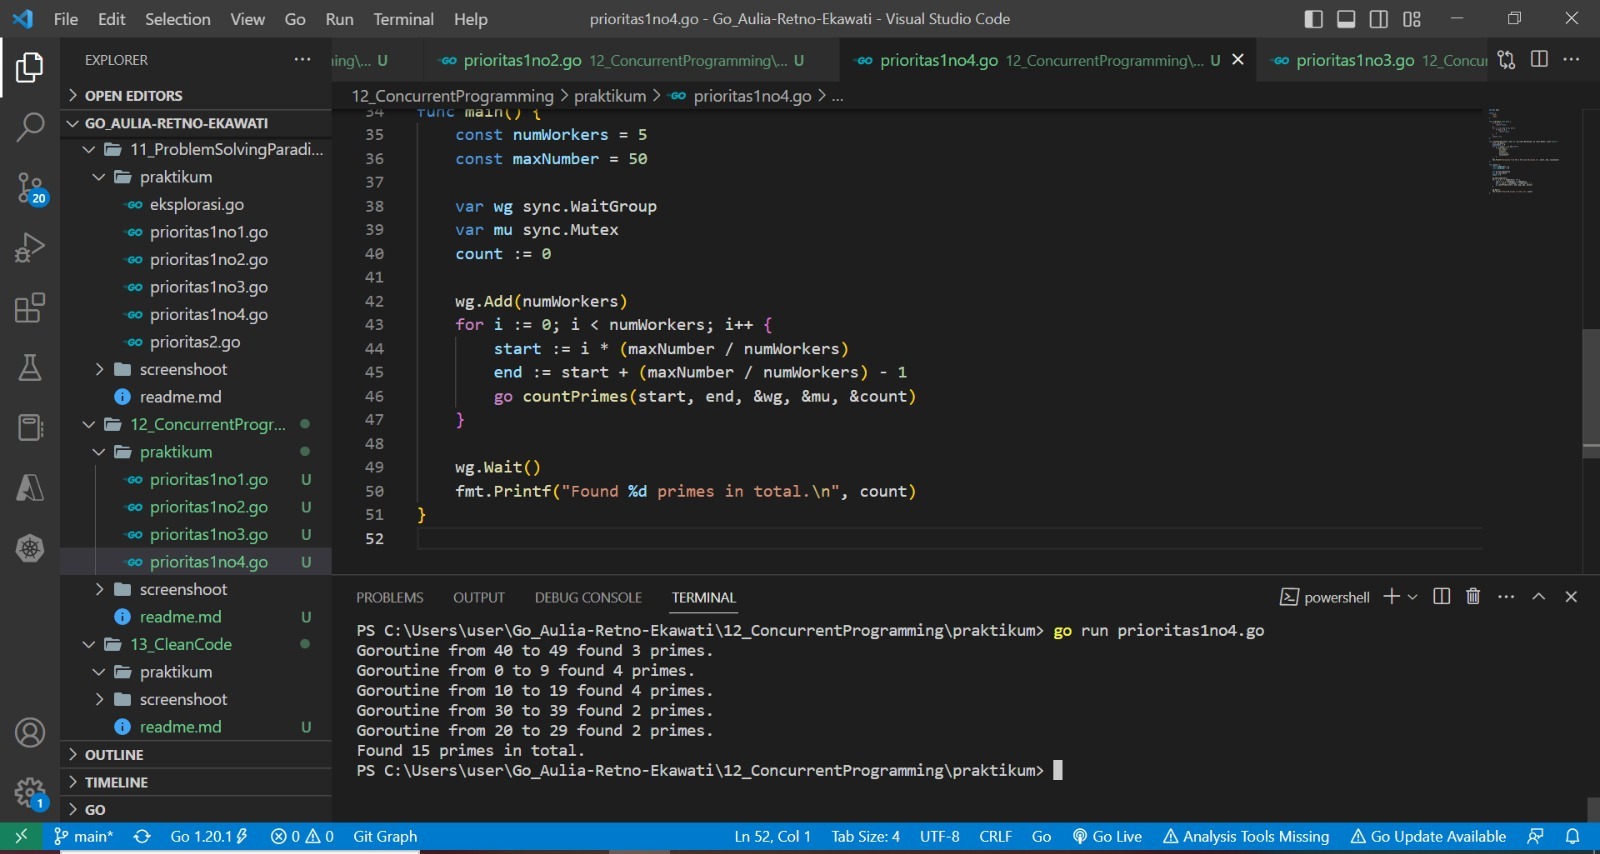 File Edit Selection View Go Run Terminal Help
prioritas1no4.go - Go_Aulia-Retno-Ekawati - Visual Studio Code
EXPLORER
OPEN EDITORS
GO_AULIA-RETNO-EKAWATI
11_ProblemSolvingParadi...
praktikum
eksplorasi.go
prioritas1no1.go
prioritas1no2.go
prioritas1no3.go
prioritas1no4.go
prioritas2.go
screenshoot
readme.md
12_ConcurrentProgr...
praktikum
prioritas1no1.go U
prioritas1no2.go U
prioritas1no3.go U
prioritas1no4.go U
screenshoot
readme.md U
13_CleanCode
praktikum
screenshoot
readme.md U
OUTLINE
TIMELINE
GO
20
1
ing\... U
prioritas1no2.go 12_ConcurrentProgramming\... U
prioritas1no4.go 12_ConcurrentProgramming\... U
prioritas1no3.go 12_Concur
12_ConcurrentProgramming > praktikum > prioritas1no4.go > ...
34 func main() {
35 const numWorkers = 5
36 const maxNumber = 50
37
38 var wg sync.WaitGroup
39 var mu sync.Mutex
40 count := 0
41
42 wg.Add(numWorkers)
43 for i := 0; i < numWorkers; i++ {
44 start := i * (maxNumber / numWorkers)
45 end := start + (maxNumber / numWorkers) - 1
46 go countPrimes(start, end, &wg, &mu, &count)
47 }
48
49 wg.Wait()
50 fmt.Printf("Found %d primes in total.\n", count)
51 }
52
PROBLEMS OUTPUT DEBUG CONSOLE TERMINAL
powershell
PS C:\Users\user\Go_Aulia-Retno-Ekawati\12_ConcurrentProgramming\praktikum> go run prioritas1no4.go
Goroutine from 40 to 49 found 3 primes.
Goroutine from 0 to 9 found 4 primes.
Goroutine from 10 to 19 found 4 primes.
Goroutine from 30 to 39 found 2 primes.
Goroutine from 20 to 29 found 2 primes.
Found 15 primes in total.
PS C:\Users\user\Go_Aulia-Retno-Ekawati\12_ConcurrentProgramming\praktikum>
main* Go 1.20.1 0 0 Git Graph
Ln 52, Col 1 Tab Size: 4 UTF-8 CRLF Go Go Live Analysis Tools Missing Go Update Available